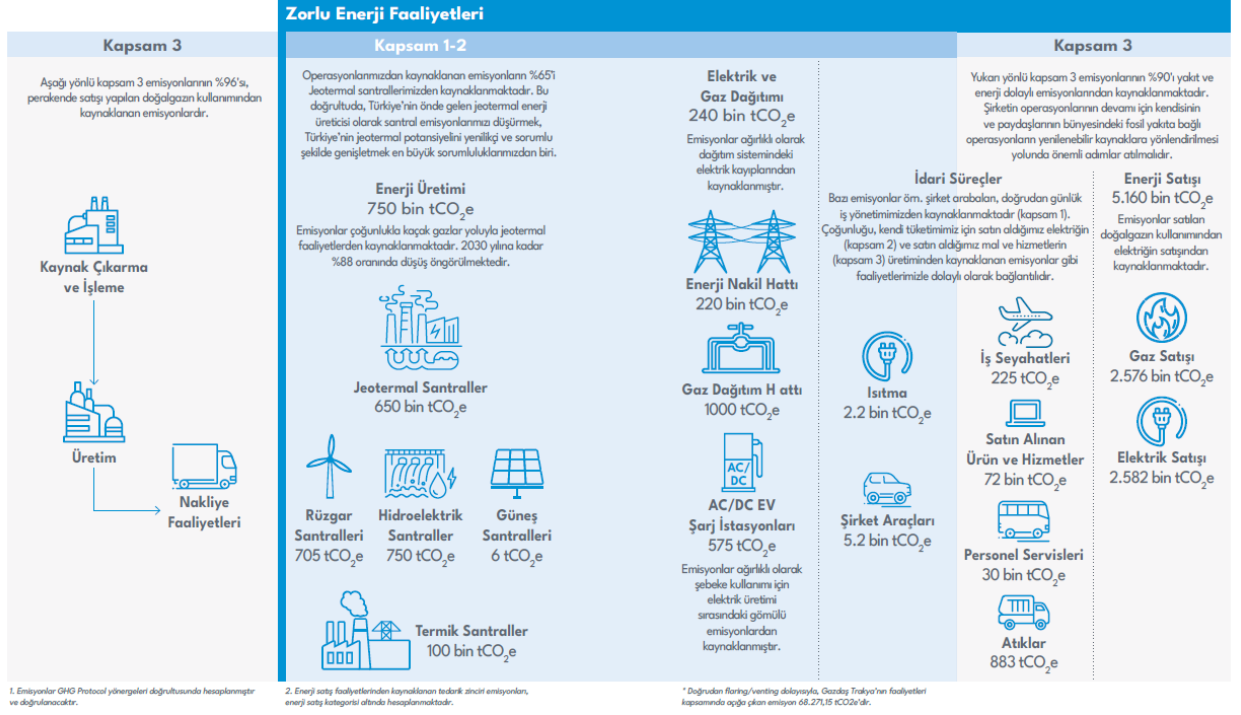 Zorlu Enerji Faaliyetleri
Kapsam 3
Aşağı yönlü kapsam 3 emisyonlarının %96'sı,
perakende satışı yapılan doğalgazın kullanımından
kaynaklanan emisyonlardır.
Kaynak Çıkarma
ve İşleme
Üretim
Nakliye
Faaliyetleri
Kapsam 1-2
Operasyonlarımızdan kaynaklanan emisyonların %65'i
Jeotermal santrallerimizden kaynaklanmaktadır. Bu
doğrultuda, Türkiye'nin önde gelen jeotermal enerji
üreticisi olarak santral emisyonlarımızı düşürmek,
Türkiye'nin jeotermal potansiyelini yenilikçi ve sorumlu
şekilde genişletmek en büyük sorumluluklarımızdan biri.
Enerji Üretimi
750 bin tCO₂e
Emisyonlar çoğunlukla kaçak gazlar yoluyla jeotermal
faaliyetlerden kaynaklanmaktadır. 2030 yılına kadar
%88 oranında düşüş öngörülmektedir.
Jeotermal Santraller
650 bin tCO₂e
Rüzgar
Santralleri
705 tCO₂e
Hidroelektrik
Santraller
750 tCO₂e
Güneş
Santralleri
6 tCO₂e
Termik Santraller
100 bin tCO₂e
Elektrik ve
Gaz Dağıtımı
240 bin tCO₂e
Emisyonlar ağırlıklı olarak
dağıtım sistemindeki
elektrik kayıplarından
kaynaklanmıştır.
Enerji Nakil Hattı
220 bin tCO₂e
Gaz Dağıtım H attı
1000 tCO₂e
AC/
DC
AC/DC EV
Şarj İstasyonları
575 tCO₂e
Emisyonlar ağırlıklı olarak
şebeke kullanımı için
elektrik üretimi
sırasındaki gömülü
emisyonlardan
kaynaklanmıştır.
Kapsam 3
Yukarı yönlü kapsam 3 emisyonlarının %90'ı yakıt ve
enerji dolaylı emisyonlarından kaynaklanmaktadır.
Şirketin operasyonlarının devamı için kendisinin
ve paydaşlarının bünyesindeki fosil yakıta bağlı
operasyonların yenilenebilir kaynaklara yönlendirilmesi
yolunda önemli adımlar atılmalıdır.
İdari Süreçler
Bazı emisyonlar örn. şirket arabaları, doğrudan günlük
iş yönetimimizden kaynaklanmaktadır (kapsam 1).
Çoğunluğu, kendi tüketimimiz için satın aldığımız elektriğin
(kapsam 2) ve satın aldığımız mal ve hizmetlerin
(kapsam 3) üretiminden kaynaklanan emisyonlar gibi
faaliyetlerimizle dolaylı olarak bağlantılıdır.
Isıtma
2.2 bin tCO₂e
Şirket Araçları
5.2 bin tCO₂e
İş Seyahatleri
225 tCO₂e
Satın Alınan
Ürün ve Hizmetler
72 bin tCO₂e
Personel Servisleri
30 bin tCO₂e
Atıklar
883 tCO₂e
Enerji Satışı
5.160 bin tCO₂e
Emisyonlar satılan
doğalgazın kullanımından
elektriğin satışından
kaynaklanmaktadır.
Gaz Satışı
2.576 bin tCO₂e
Elektrik Satışı
2.582 bin tCO₂e
1. Emisyonlar GHG Protocol yönergeleri doğrultusunda hesaplanmıştır
ve doğrulanacaktır.
2. Enerji satış faaliyetlerinden kaynaklanan tedarik zinciri emisyonları,
enerji satış kategorisi altında hesaplanmaktadır.
* Doğrudan flaring/venting dolayısıyla, Gazdaş Trakya'nın faaliyetleri
kapsamında açığa çıkan emisyon 68.271,15 tCO2e'dir.